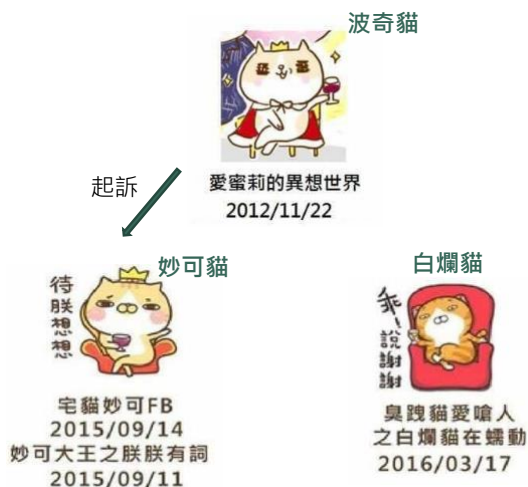 波奇貓
愛蜜莉的異想世界
2012/11/22
起訴
妙可貓
待
朕
想
想
宅貓妙可FB
2015/09/14
妙可大王之朕朕有詞
2015/09/11
白爛貓
乖~
說
謝
謝
臭跩貓愛嗆人
之白爛貓在蠕動
2016/03/17